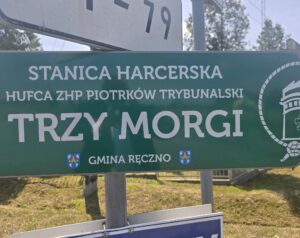 - 79
STANICA HARCERSKA
HUFCA ZHP PIOTRKÓW TRYBUNALSKI
TRZY MORGI
GMINA RĘCZNO